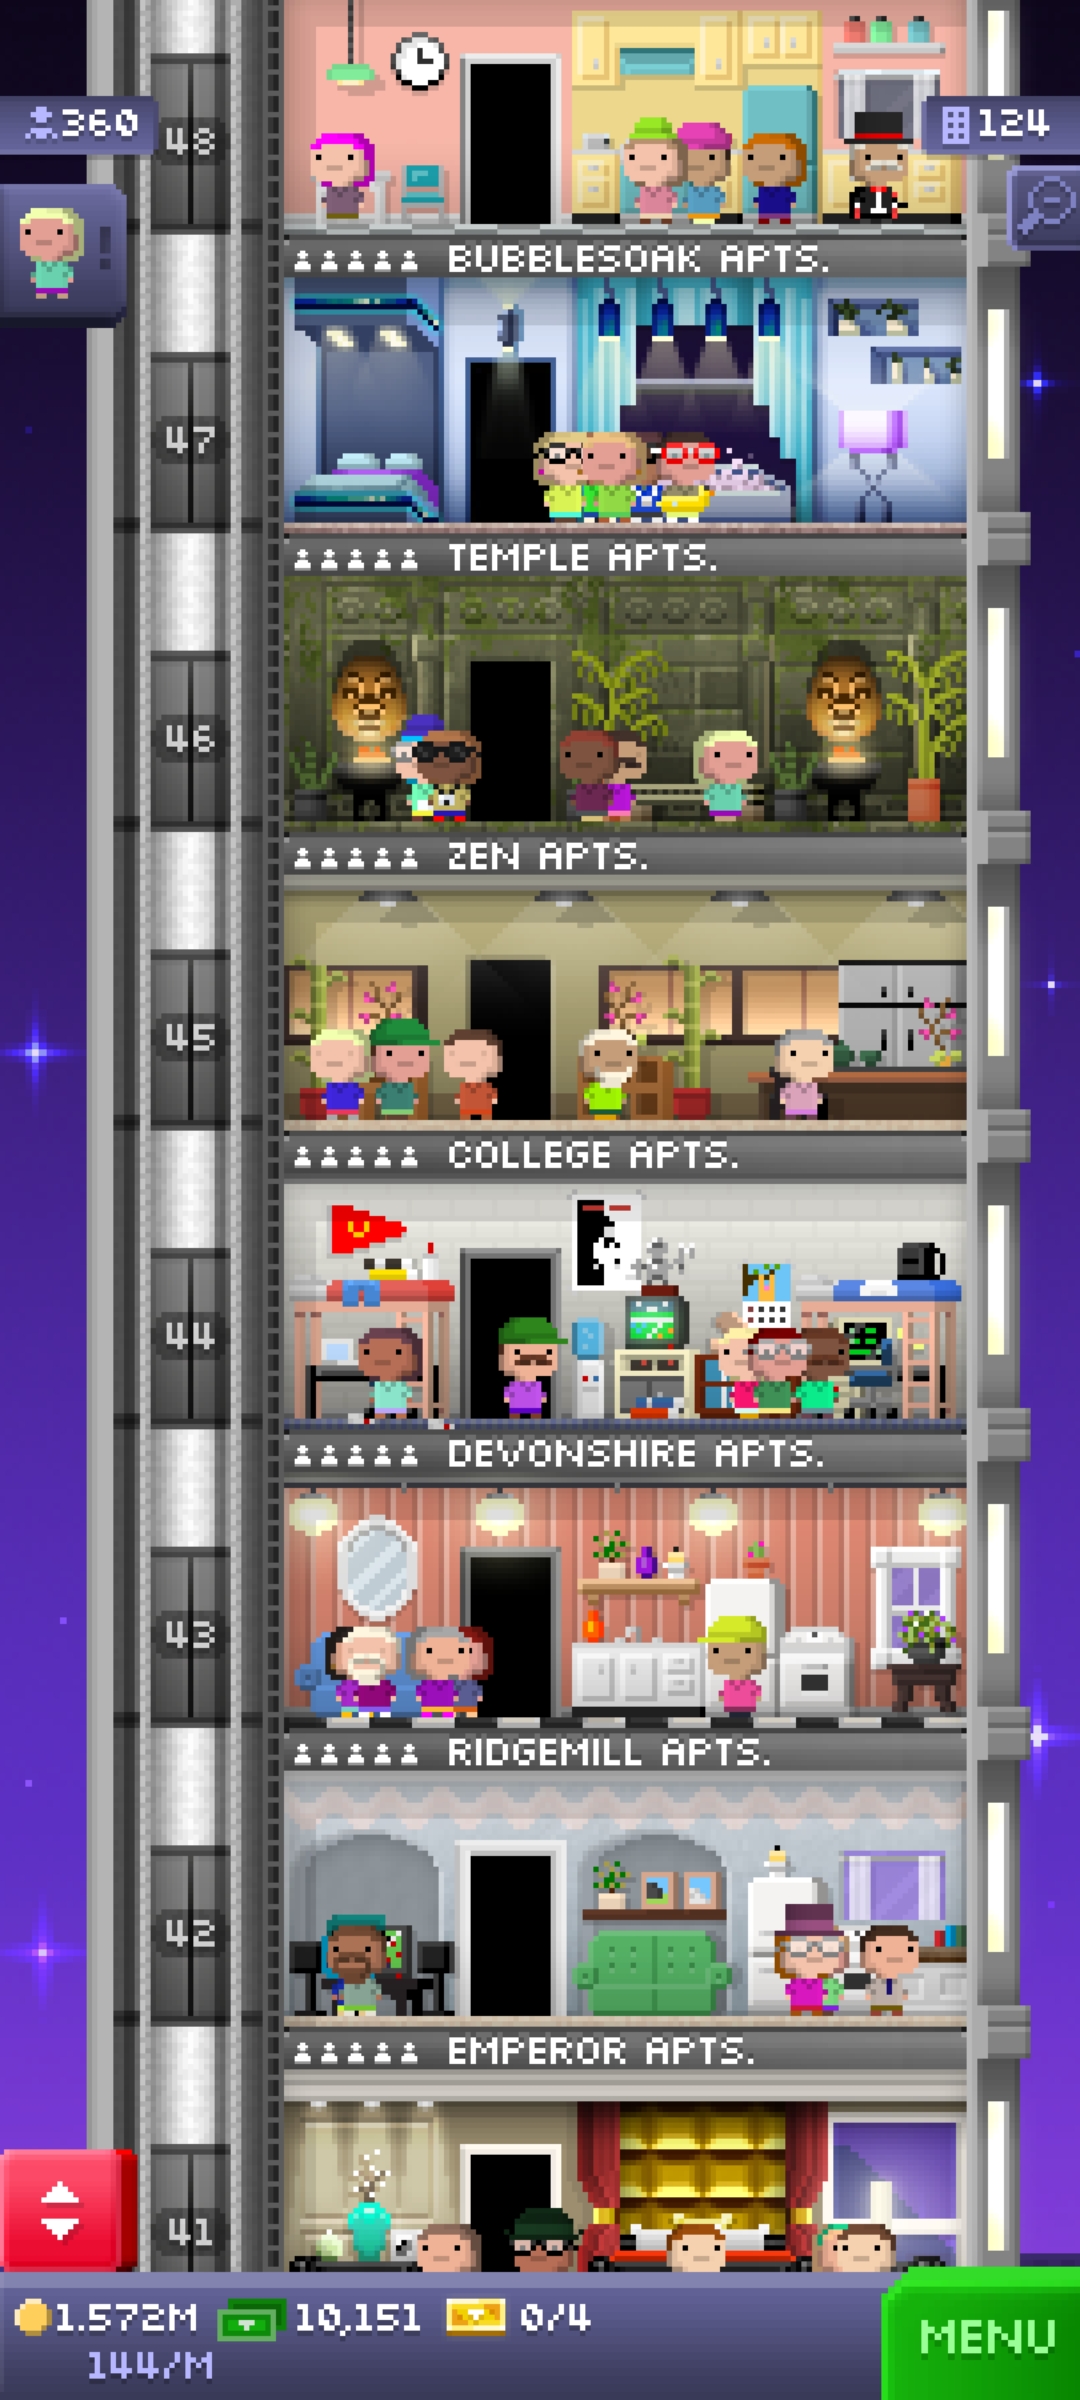 48
360
124
!
BUBBLESOAK APTS.
47
TEMPLE APTS.
46
ZEN APTS.
45
COLLEGE APTS.
44
DEVONSHIRE APTS.
43
RIDGEMILL APTS.
42
EMPEROR APTS.
41
1.572M 10,151 0/4
144/M
MENU